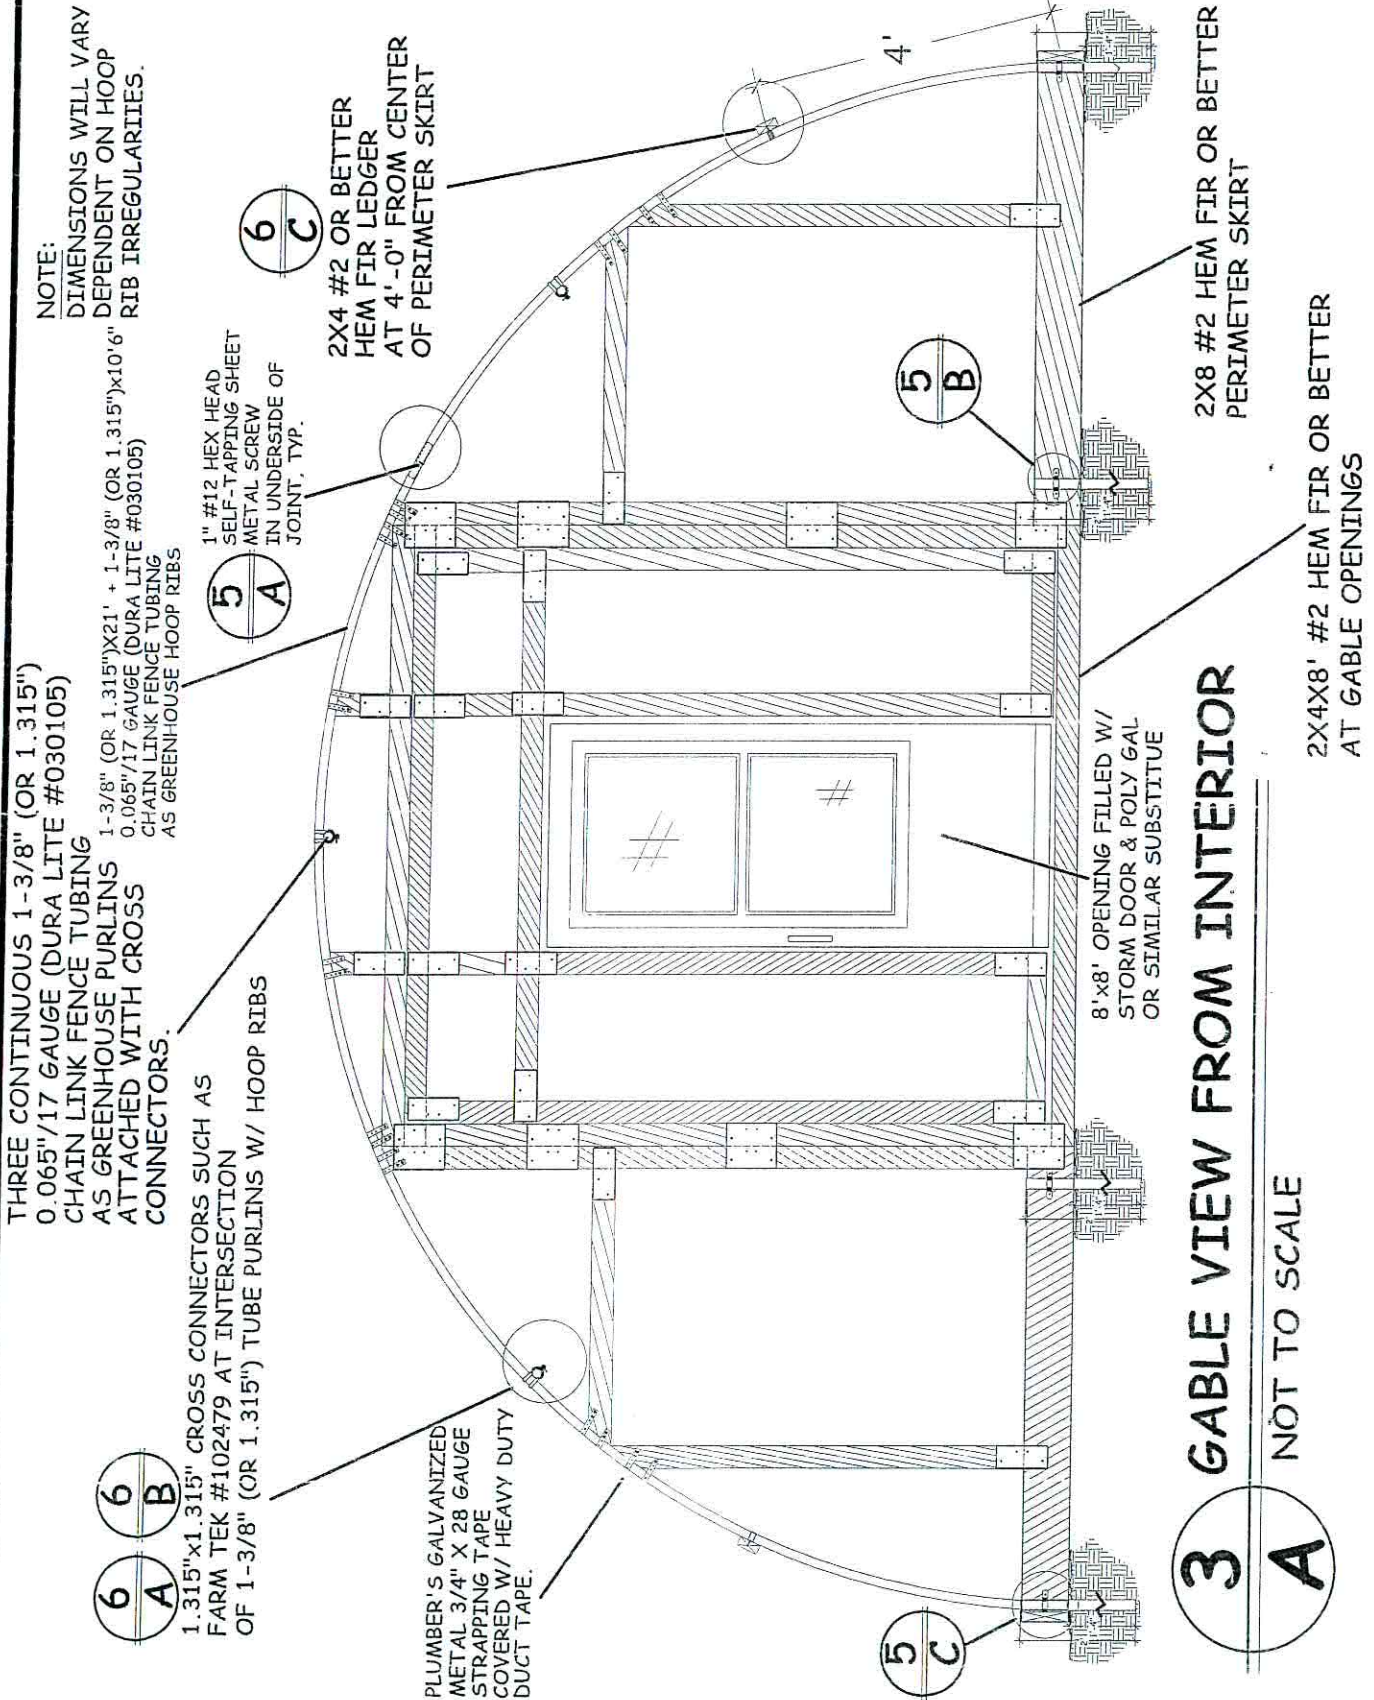 THREE CONTINUOUS 1-3/8" (OR 1.315")
0.065"/17 GAUGE (DURA LITE #030105)
CHAIN LINK FENCE TUBING
AS GREENHOUSE PURLINS
ATTACHED WITH CROSS
CONNECTORS.
NOTE:
DIMENSIONS WILL VARY
DEPENDENT ON HOOP
RIB IRREGULARIIES.
1-3/8" (OR 1.315")X21' + 1-3/8" (OR 1.315")x10'6"
0.065"/17 GAUGE (DURA LITE #030105)
CHAIN LINK FENCE TUBING
AS GREENHOUSE HOOP RIBS
6
A
6
B
1.315"x1.315" CROSS CONNECTORS SUCH AS
FARM TEK #102479 AT INTERSECTION
OF 1-3/8" (OR 1.315") TUBE PURLINS W/ HOOP RIBS
5
A
1" #12 HEX HEAD
SELF-TAPPING SHEET
METAL SCREW
IN UNDERSIDE OF
JOINT, TYP.
6
C
2X4 #2 OR BETTER
HEM FIR LEDGER
AT 4'-0" FROM CENTER
OF PERIMETER SKIRT
4'
PLUMBER'S GALVANIZED
METAL 3/4" X 28 GAUGE
STRAPPING TAPE
COVERED W/ HEAVY DUTY
DUCT TAPE.
5
C
5
B
8'x8' OPENING FILLED W/
STORM DOOR & POLY GAL
OR SIMILAR SUBSTITUE
2X8 #2 HEM FIR OR BETTER
PERIMETER SKIRT
2X4X8' #2 HEM FIR OR BETTER
AT GABLE OPENINGS
3
A
GABLE VIEW FROM INTERIOR
NOT TO SCALE